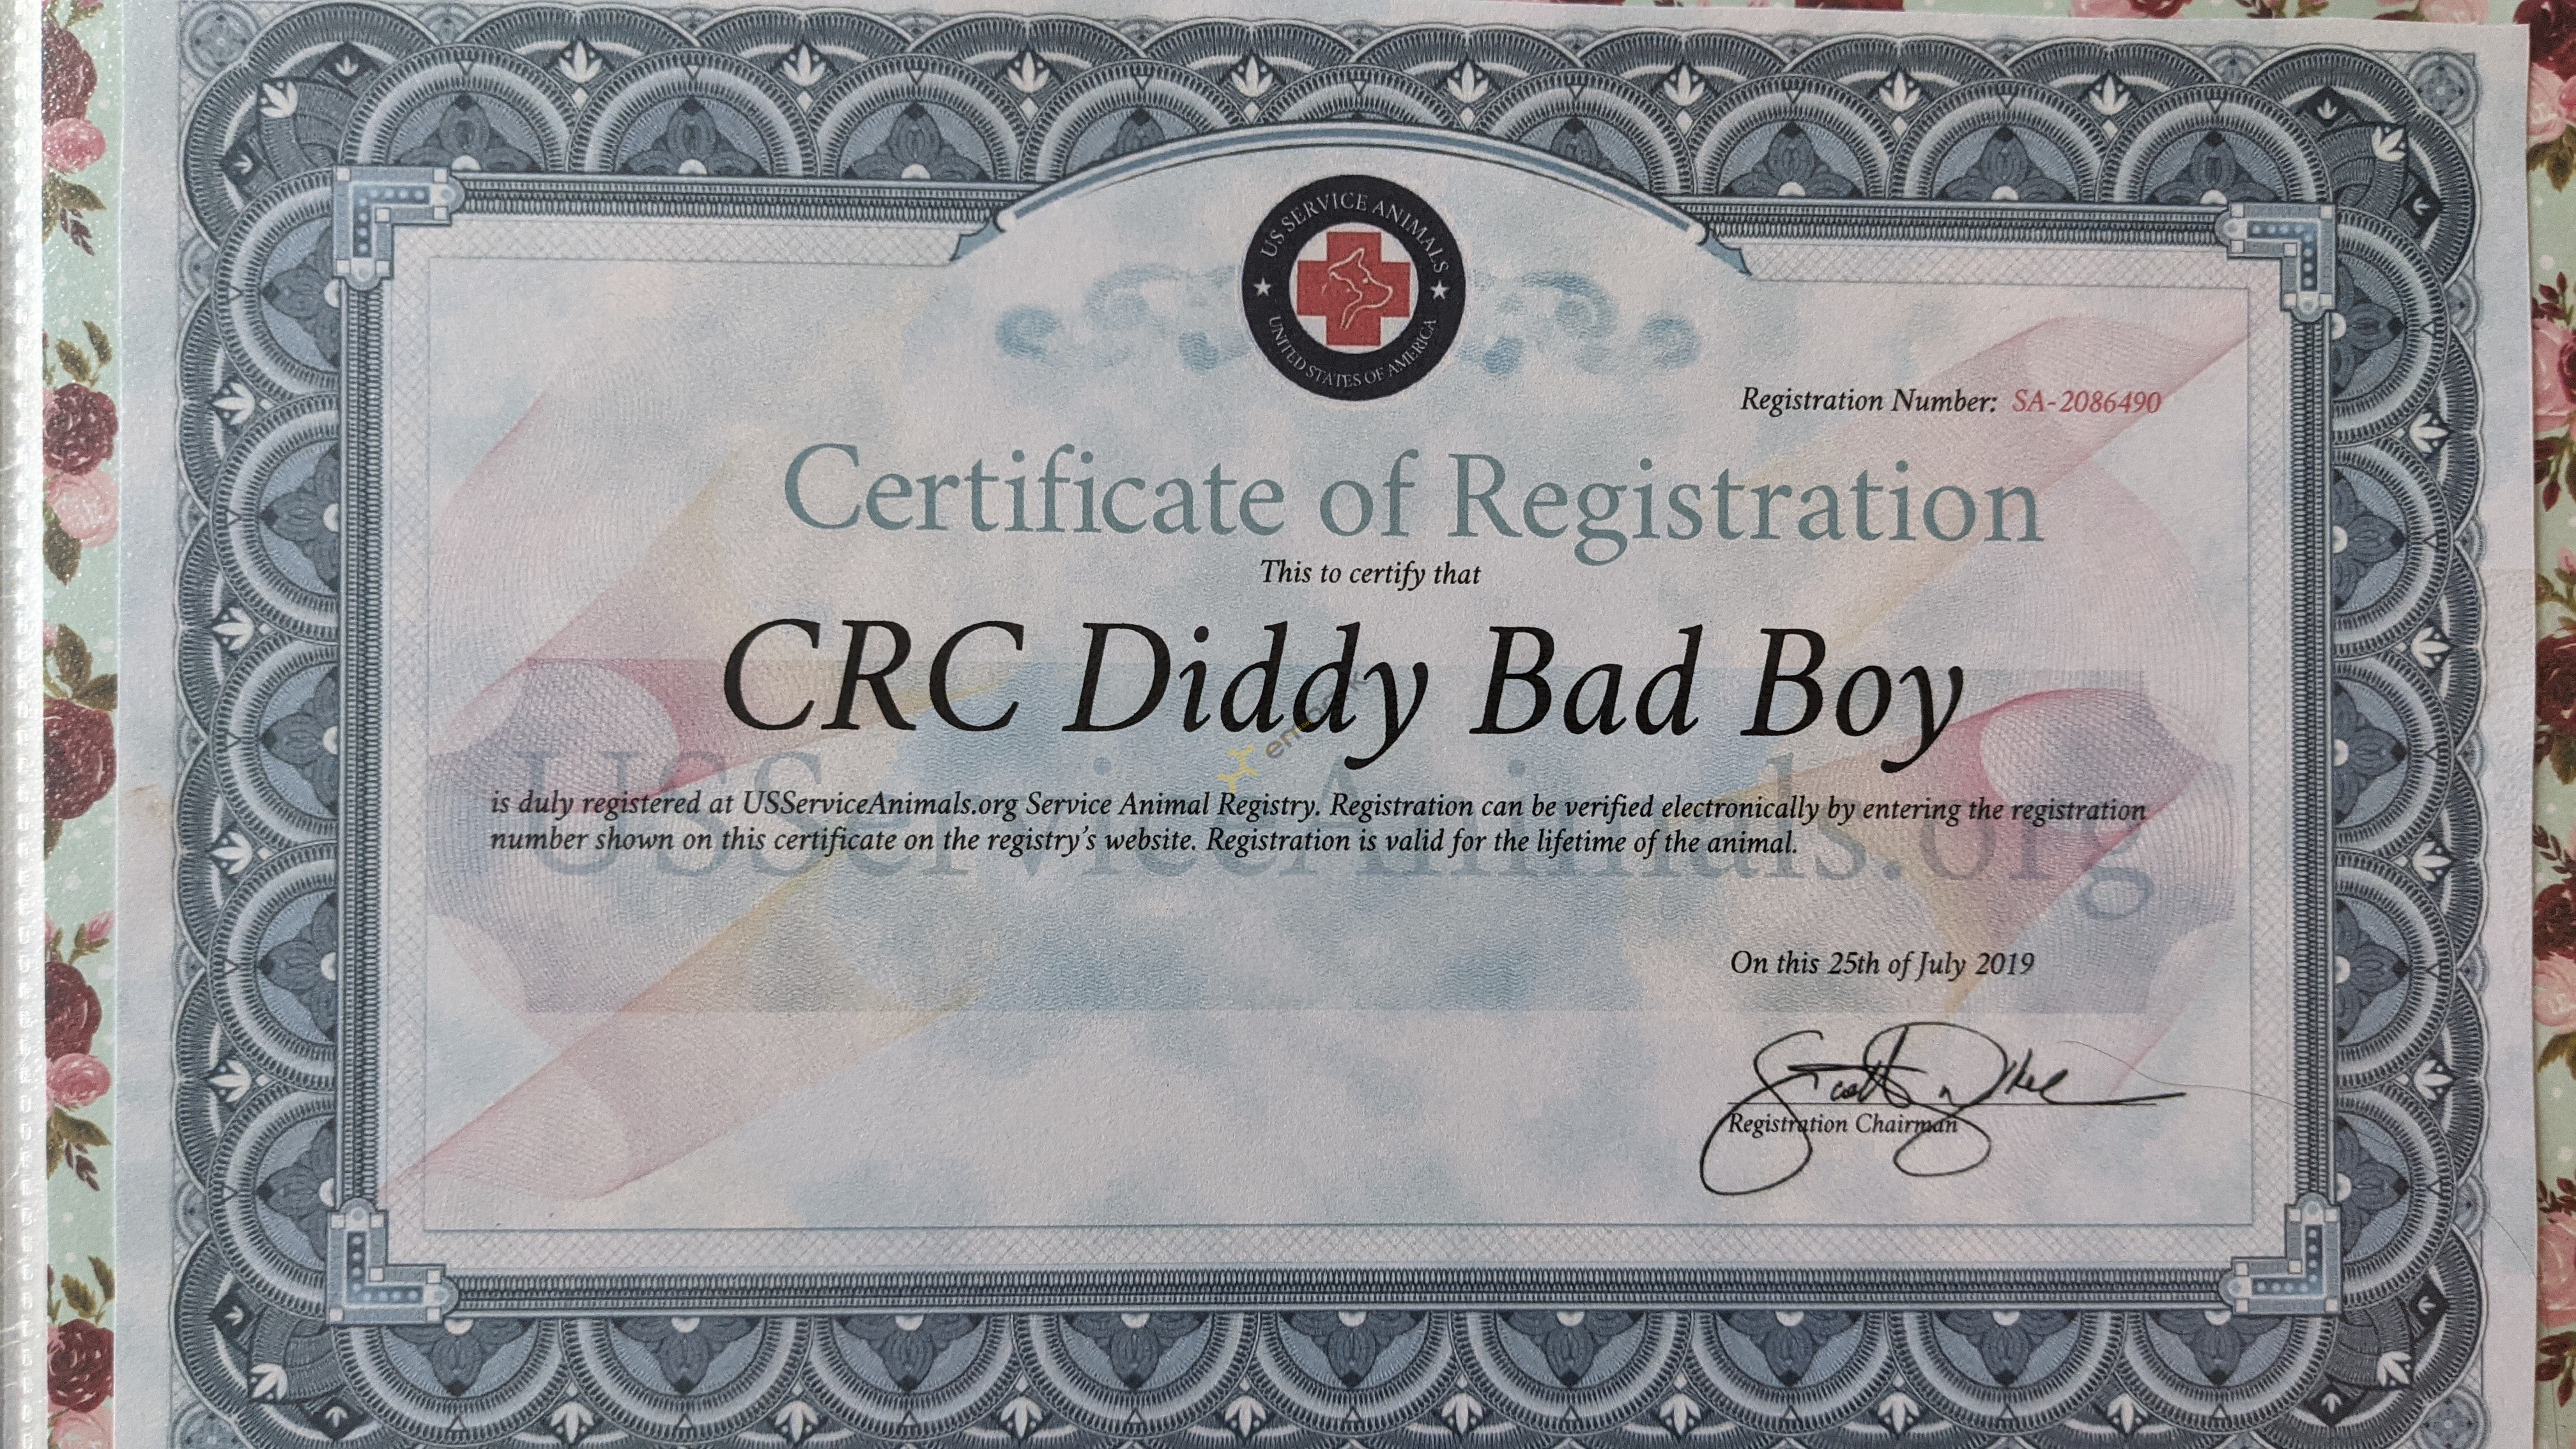 US SERVICE ANIMALS
UNITED STATES OF AMERICA
Registration Number: SA-2086490
Certificate of Registration
This to certify that
CRC Diddy Bad Boy
USServiceAnimals.org
is duly registered at USServiceAnimals.org Service Animal Registry. Registration can be verified electronically by entering the registration
number shown on this certificate on the registry's website. Registration is valid for the lifetime of the animal.
On this 25th of July 2019
Registration Chairman